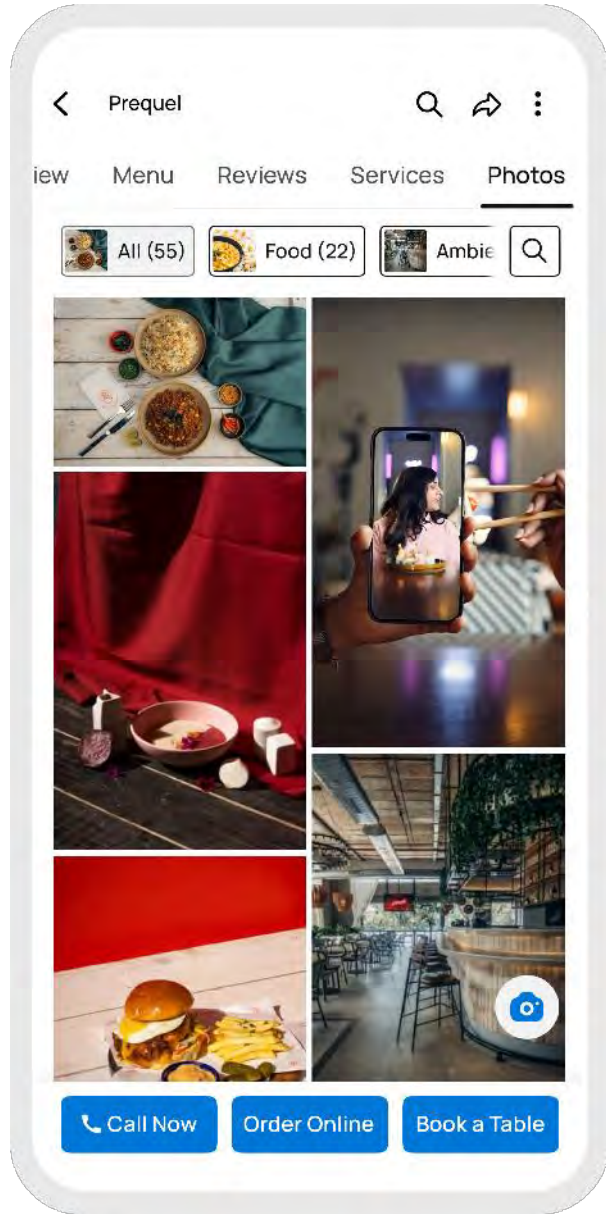 Prequel
iew Menu Reviews Services Photos
All (55) Food (22) Ambie
Call Now Order Online Book a Table